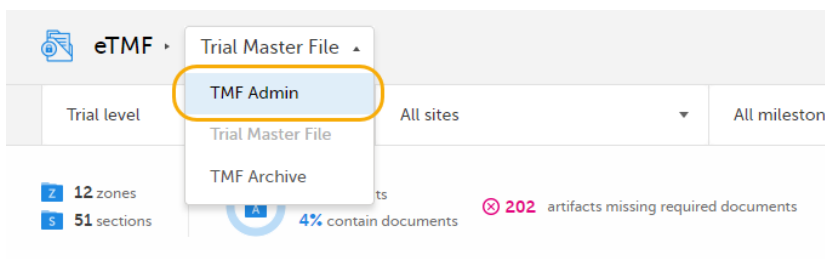 eTMF
Trial Master File
TMF Admin
Trial Master File
TMF Archive
Trial level
All sites
All mileston
Z 12 zones
S 51 sections
A
ts
4% contain documents
202 artifacts missing required documents